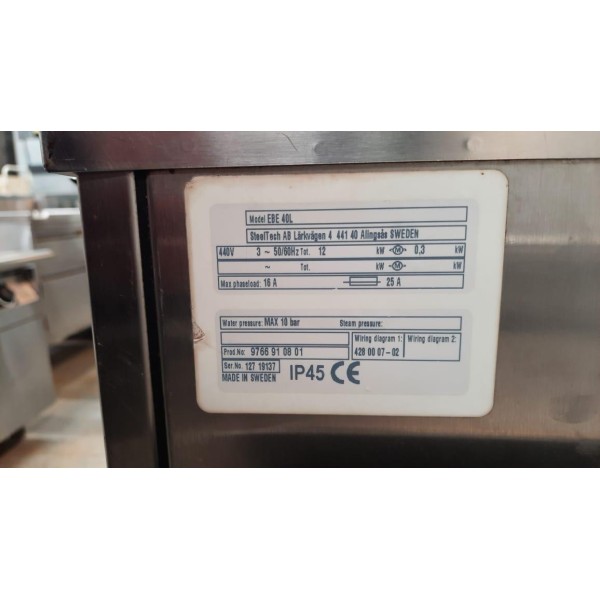 Model EBE 40L
SteelTech AB Lärkvägen 4 441 40 Alingsås SWEDEN
440V 3 ~ 50/60Hz Tot. 12 kW M 0,3 kW
~ Tot. kW M kW
Max phaseload: 16 A 25 A
Water pressure: MAX 10 bar Steam pressure:
Wiring diagram 1: Wiring diagram 2:
Prod.No: 9766 91 08 01 428 00 07-02
Ser.No. 127 19137
MADE IN SWEDEN IP45 CE